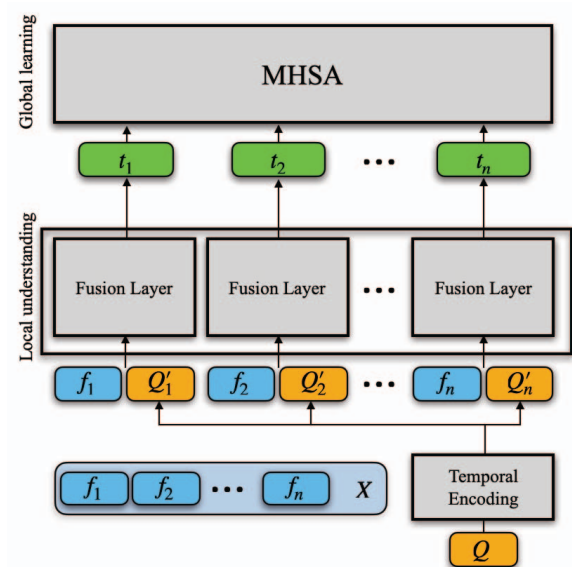 Global learning
MHSA
t₁ t₂ ••• tₙ
Local understanding
Fusion Layer Fusion Layer ••• Fusion Layer
f₁ Q′₁ f₂ Q′₂ ••• fₙ Q′ₙ
f₁ f₂ ••• fₙ X
Temporal
Encoding
Q